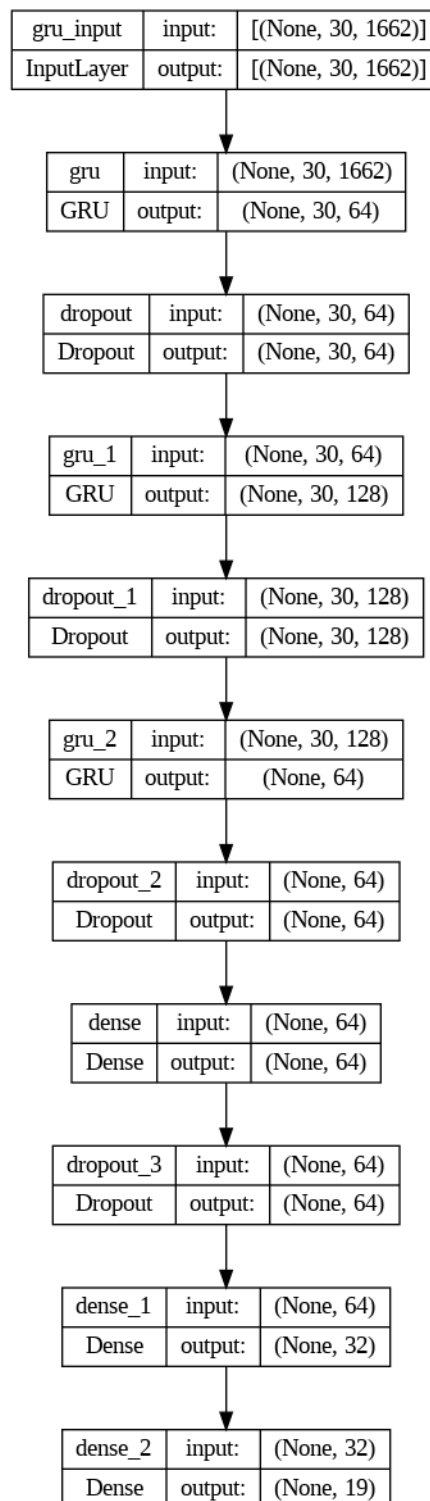 gru_input input: [(None, 30, 1662)]
InputLayer output: [(None, 30, 1662)]
gru input: (None, 30, 1662)
GRU output: (None, 30, 64)
dropout input: (None, 30, 64)
Dropout output: (None, 30, 64)
gru_1 input: (None, 30, 64)
GRU output: (None, 30, 128)
dropout_1 input: (None, 30, 128)
Dropout output: (None, 30, 128)
gru_2 input: (None, 30, 128)
GRU output: (None, 64)
dropout_2 input: (None, 64)
Dropout output: (None, 64)
dense input: (None, 64)
Dense output: (None, 64)
dropout_3 input: (None, 64)
Dropout output: (None, 64)
dense_1 input: (None, 64)
Dense output: (None, 32)
dense_2 input: (None, 32)
Dense output: (None, 19)